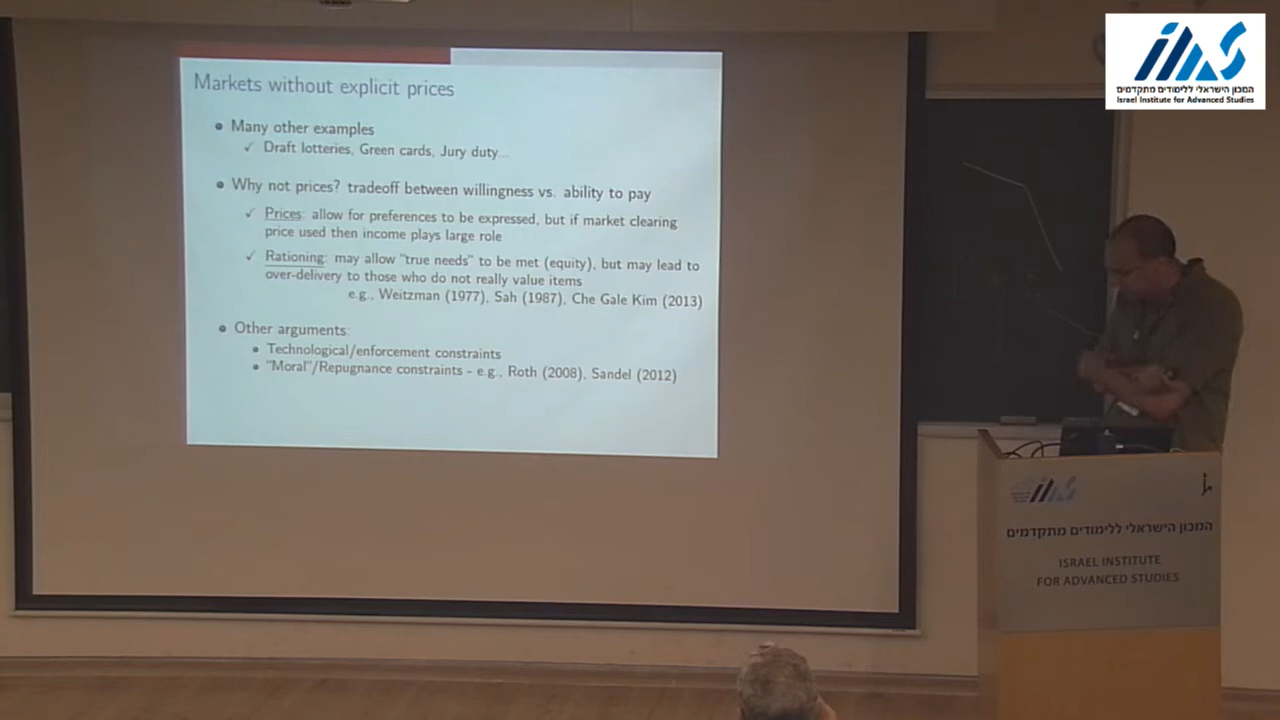 Markets without explicit prices
• Many other examples
✓ Draft lotteries, Green cards, Jury duty...
• Why not prices? tradeoff between willingness vs. ability to pay
✓ Prices: allow for preferences to be expressed, but if market clearing
price used then income plays large role
✓ Rationing: may allow "true needs" to be met (equity), but may lead to
over-delivery to those who do not really value items
e.g., Weitzman (1977), Sah (1987), Che Gale Kim (2013)
• Other arguments:
• Technological/enforcement constraints
• "Moral"/Repugnance constraints - e.g., Roth (2008), Sandel (2012)
המכון הישראלי ללימודים מתקדמים
Israel Institute for Advanced Studies
המכון הישראלי ללימודים מתקדמים
ISRAEL INSTITUTE
FOR ADVANCED STUDIES